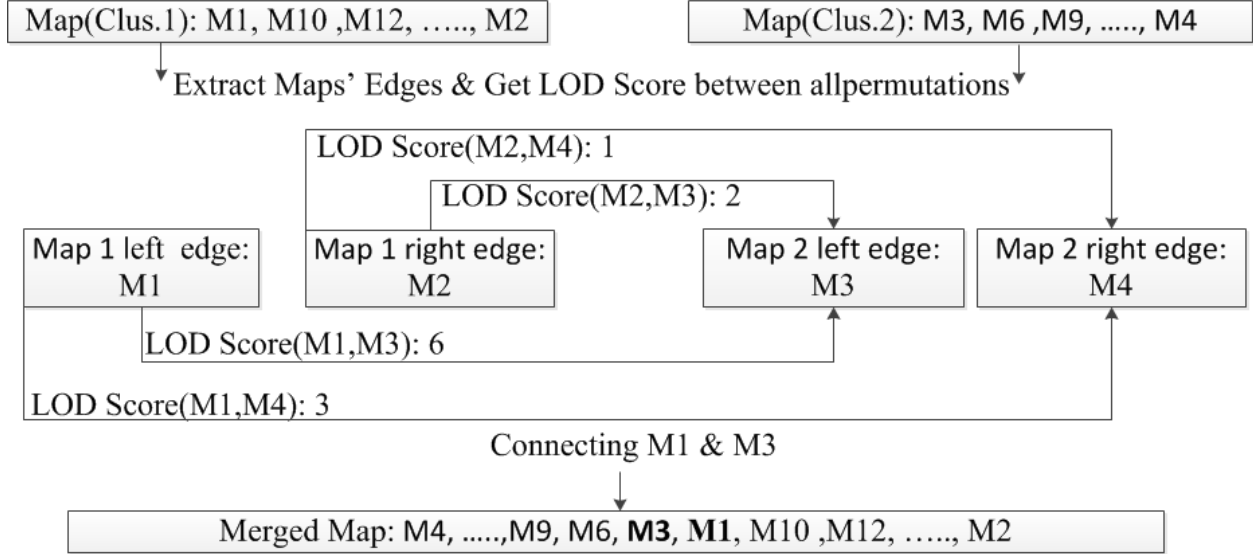 Map(Clus.1): M1, M10 ,M12, ….., M2
Map(Clus.2): M3, M6 ,M9, ....., M4
Extract Maps' Edges & Get LOD Score between allpermutations
LOD Score(M2,M4): 1
LOD Score(M2,M3): 2
Map 1 left edge:
M1
Map 1 right edge:
M2
Map 2 left edge:
M3
Map 2 right edge:
M4
LOD Score(M1,M3): 6
LOD Score(M1,M4): 3
Connecting M1 & M3
Merged Map: M4, .....,M9, M6, M3, M1, M10 ,M12, ….., M2